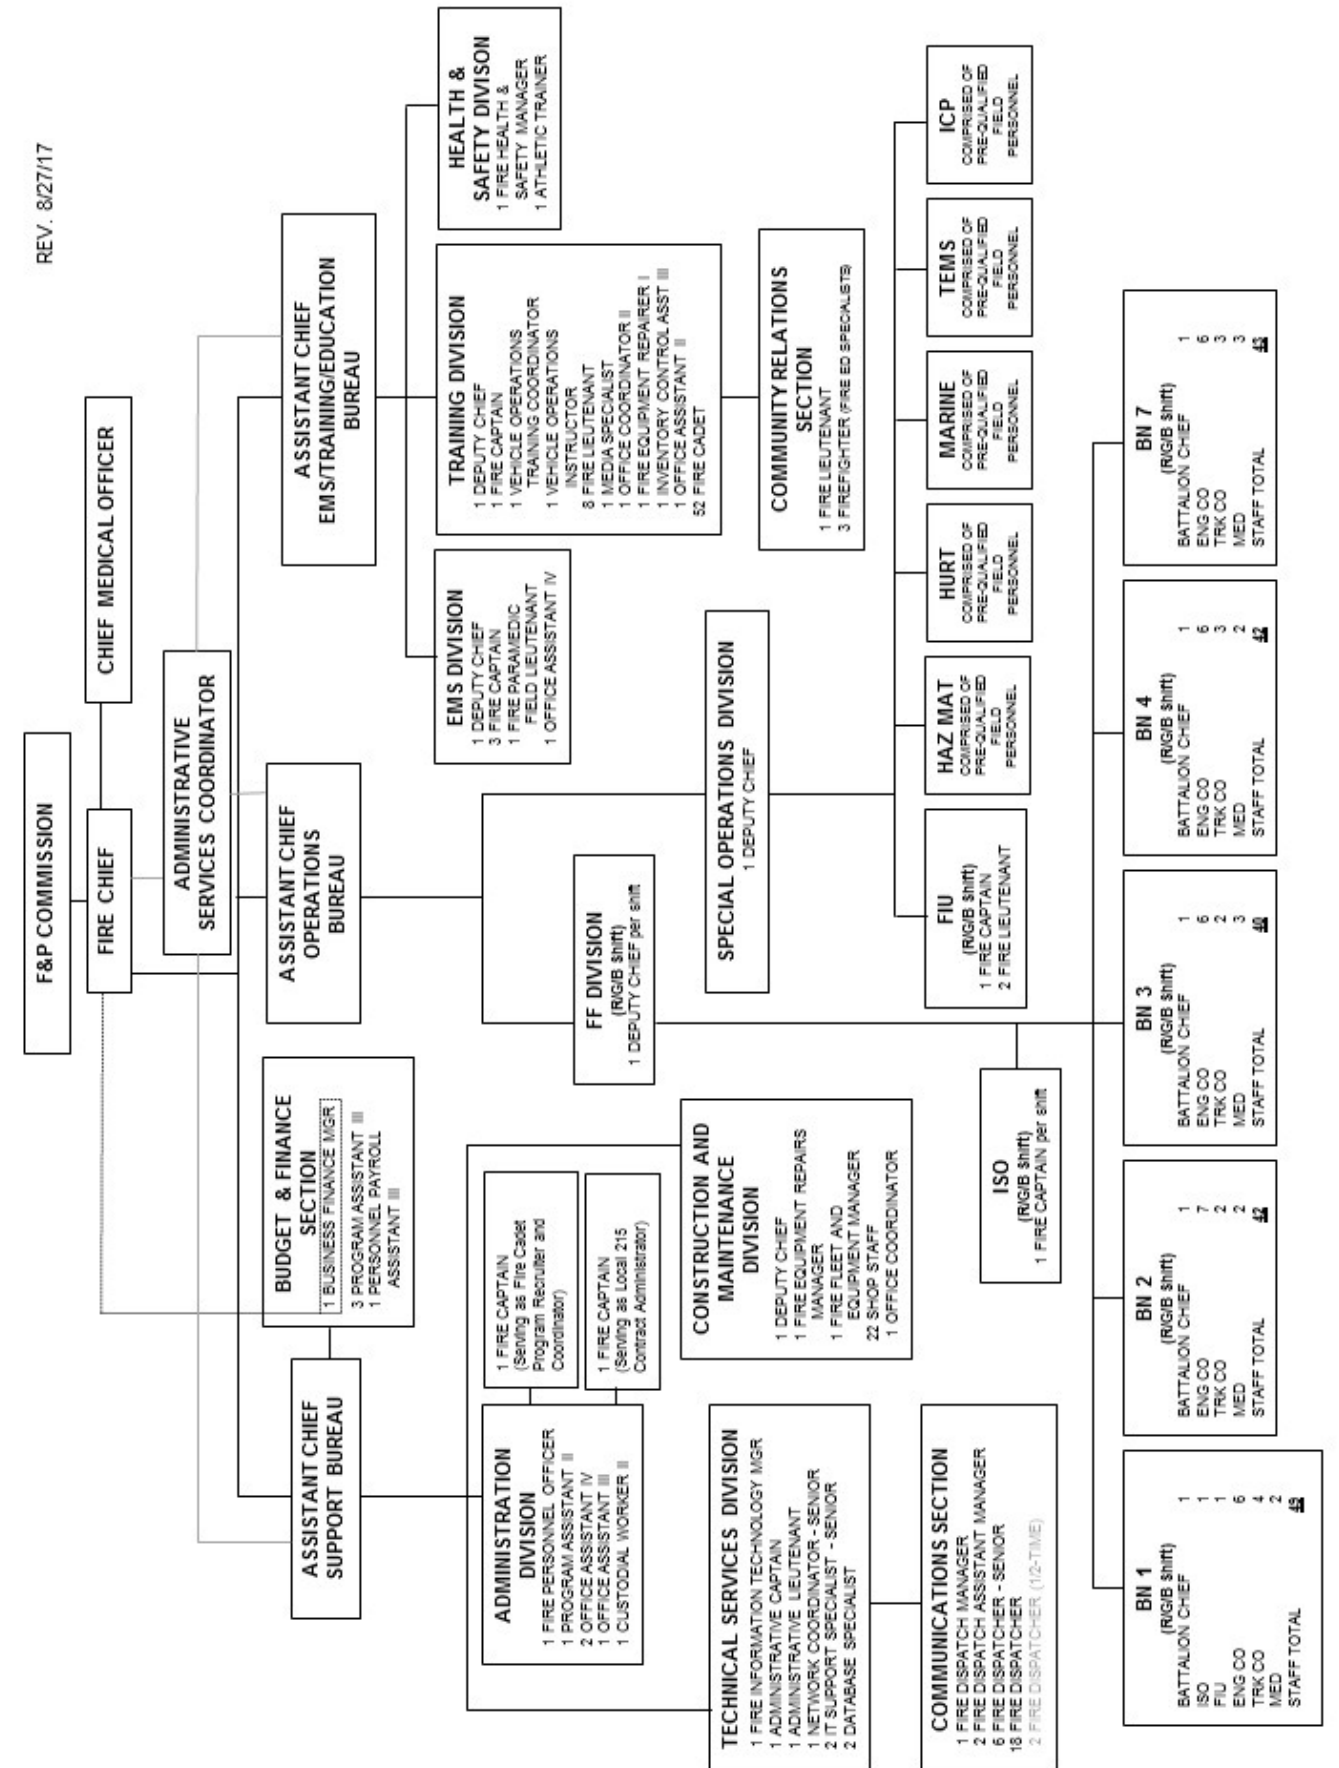 REV. 8/27/17
F&P COMMISSION
FIRE CHIEF
CHIEF MEDICAL OFFICER
ADMINISTRATIVE
SERVICES COORDINATOR
ASSISTANT CHIEF
SUPPORT BUREAU
BUDGET & FINANCE
SECTION
1 BUSINESS FINANCE MGR
3 PROGRAM ASSISTANT III
1 PERSONNEL PAYROLL
ASSISTANT III
ASSISTANT CHIEF
OPERATIONS
BUREAU
ASSISTANT CHIEF
EMS/TRAINING/EDUCATION
BUREAU
ADMINISTRATION
DIVISION
1 FIRE PERSONNEL OFFICER
1 PROGRAM ASSISTANT II
2 OFFICE ASSISTANT IV
1 OFFICE ASSISTANT III
1 CUSTODIAL WORKER II
1 FIRE CAPTAIN
(Serving as Fire Cadet
Program Recruiter and
Coordinator)
1 FIRE CAPTAIN
(Serving as Local 215
Contract Administrator)
EMS DIVISION
1 DEPUTY CHIEF
3 FIRE CAPTAIN
1 FIRE PARAMEDIC
FIELD LIEUTENANT
1 OFFICE ASSISTANT IV
TRAINING DIVISION
1 DEPUTY CHIEF
1 FIRE CAPTAIN
1 VEHICLE OPERATIONS
TRAINING COORDINATOR
1 VEHICLE OPERATIONS
INSTRUCTOR
8 FIRE LIEUTENANT
1 MEDIA SPECIALIST
1 OFFICE COORDINATOR II
1 FIRE EQUIPMENT REPAIRER I
1 INVENTORY CONTROL ASST III
1 OFFICE ASSISTANT II
52 FIRE CADET
HEALTH &
SAFETY DIVISON
1 FIRE HEALTH &
SAFETY MANAGER
1 ATHLETIC TRAINER
FF DIVISION
(R/G/B Shift)
1 DEPUTY CHIEF per shift
TECHNICAL SERVICES DIVISION
1 FIRE INFORMATION TECHNOLOGY MGR
1 ADMINISTRATIVE CAPTAIN
1 ADMINISTRATIVE LIEUTENANT
1 NETWORK COORDINATOR - SENIOR
2 IT SUPPORT SPECIALIST - SENIOR
2 DATABASE SPECIALIST
CONSTRUCTION AND
MAINTENANCE
DIVISION
1 DEPUTY CHIEF
1 FIRE EQUIPMENT REPAIRS
MANAGER
1 FIRE FLEET AND
EQUIPMENT MANAGER
22 SHOP STAFF
1 OFFICE COORDINATOR
SPECIAL OPERATIONS DIVISION
1 DEPUTY CHIEF
COMMUNITY RELATIONS
SECTION
1 FIRE LIEUTENANT
3 FIREFIGHTER (FIRE ED SPECIALISTS)
COMMUNICATIONS SECTION
1 FIRE DISPATCH MANAGER
2 FIRE DISPATCH ASSISTANT MANAGER
6 FIRE DISPATCHER - SENIOR
18 FIRE DISPATCHER
2 FIRE DISPATCHER (1/2-TIME)
ISO
(R/G/B Shift)
1 FIRE CAPTAIN per shift
FIU
(R/G/B Shift)
1 FIRE CAPTAIN
2 FIRE LIEUTENANT
HAZ MAT
COMPRISED OF
PRE-QUALIFIED
FIELD
PERSONNEL
HURT
COMPRISED OF
PRE-QUALIFIED
FIELD
PERSONNEL
MARINE
COMPRISED OF
PRE-QUALIFIED
FIELD
PERSONNEL
TEMS
COMPRISED OF
PRE-QUALIFIED
FIELD
PERSONNEL
ICP
COMPRISED OF
PRE-QUALIFIED
FIELD
PERSONNEL
BN 1
(R/G/B Shift)
BATTALION CHIEF 1
ISO 1
FIU 1
ENG CO 6
TRK CO 4
MED 2
STAFF TOTAL 49
BN 2
(R/G/B Shift)
BATTALION CHIEF 1
ENG CO 7
TRK CO 2
MED 2
STAFF TOTAL 42
BN 3
(R/G/B Shift)
BATTALION CHIEF 1
ENG CO 6
TRK CO 2
MED 3
STAFF TOTAL 40
BN 4
(R/G/B Shift)
BATTALION CHIEF 1
ENG CO 6
TRK CO 3
MED 2
STAFF TOTAL 42
BN 7
(R/G/B Shift)
BATTALION CHIEF 1
ENG CO 6
TRK CO 3
MED 3
STAFF TOTAL 43